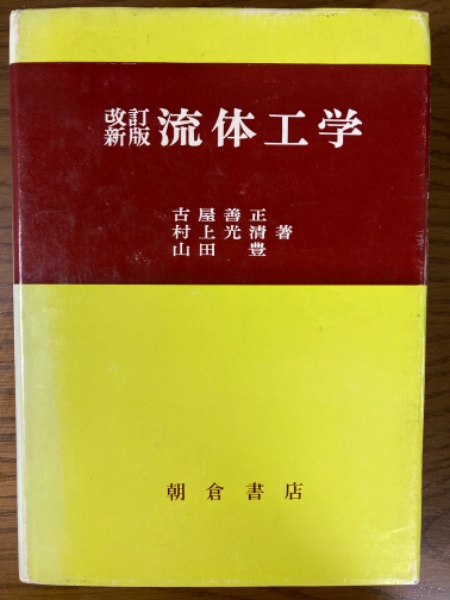 改訂新版 流体工学
古屋善正
村上光清 著
山田 豊
朝倉書店